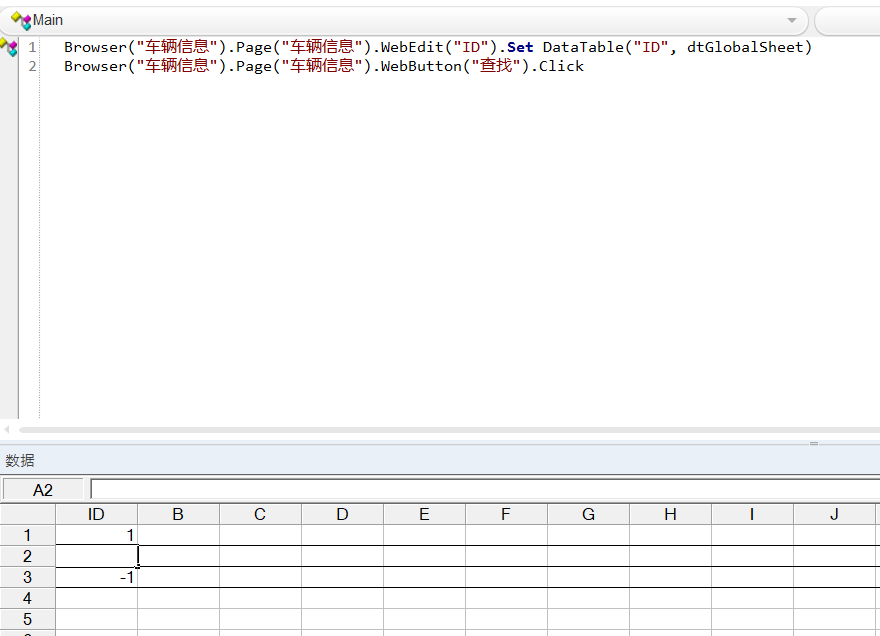 Main
1 Browser("车辆信息").Page("车辆信息").WebEdit("ID").Set DataTable("ID", dtGlobalSheet)
2 Browser("车辆信息").Page("车辆信息").WebButton("查找").Click
数据
A2
ID B C D E F G H I J
1 1
2
3 -1
4
5